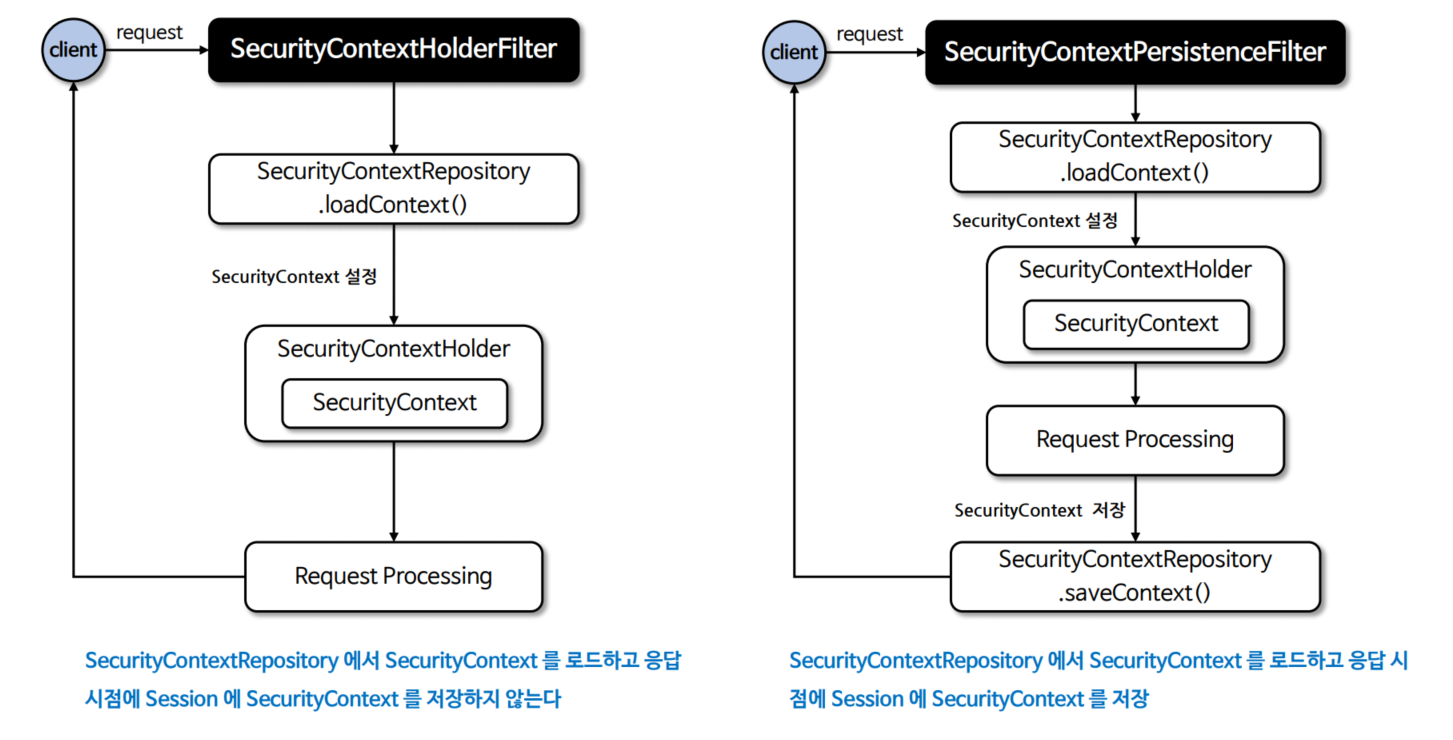 client
request
SecurityContextHolderFilter
SecurityContextRepository
.loadContext()
SecurityContext 설정
SecurityContextHolder
SecurityContext
Request Processing
SecurityContextRepository 에서 SecurityContext 를 로드하고 응답
시점에 Session 에 SecurityContext 를 저장하지 않는다
client
request
SecurityContextPersistenceFilter
SecurityContextRepository
.loadContext()
SecurityContext 설정
SecurityContextHolder
SecurityContext
Request Processing
SecurityContext 저장
SecurityContextRepository
.saveContext()
SecurityContextRepository 에서 SecurityContext 를 로드하고 응답 시
점에 Session 에 SecurityContext 를 저장